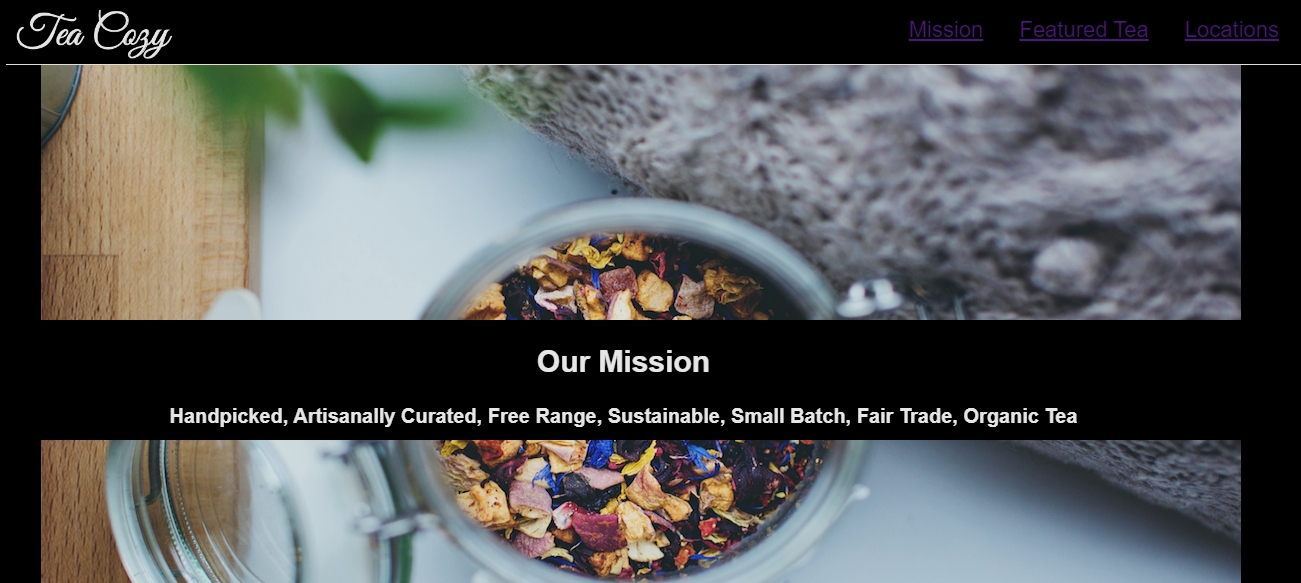 Tea Cozy
Mission Featured Tea Locations
Our Mission
Handpicked, Artisanally Curated, Free Range, Sustainable, Small Batch, Fair Trade, Organic Tea